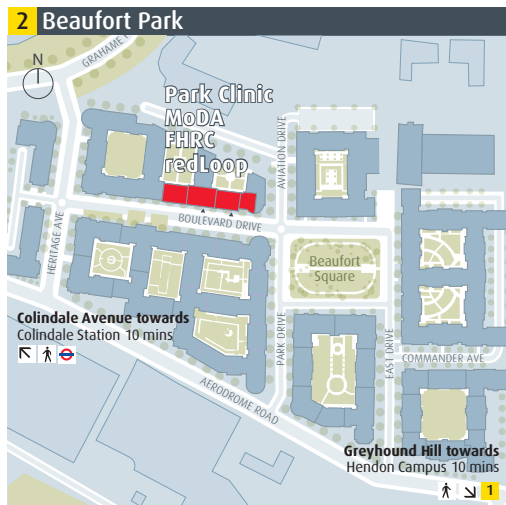 2 Beaufort Park
GRAHAME
N
Park Clinic
MoDA
FHRC
redLoop
AVIATION DRIVE
BOULEVARD DRIVE
HERITAGE AVE
Beaufort
Square
Colindale Avenue towards
Colindale Station 10 mins
PARK DRIVE
EAST DRIVE
COMMANDER AVE
AERODROME ROAD
Greyhound Hill towards
Hendon Campus 10 mins
1